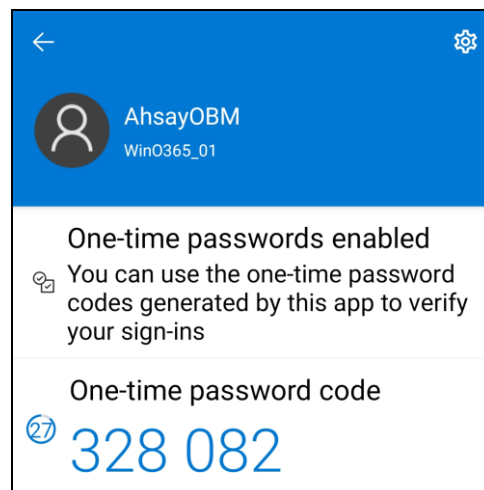 AhsayOBM
WinO365_01
One-time passwords enabled
You can use the one-time password
codes generated by this app to verify
your sign-ins
One-time password code
27
328 082